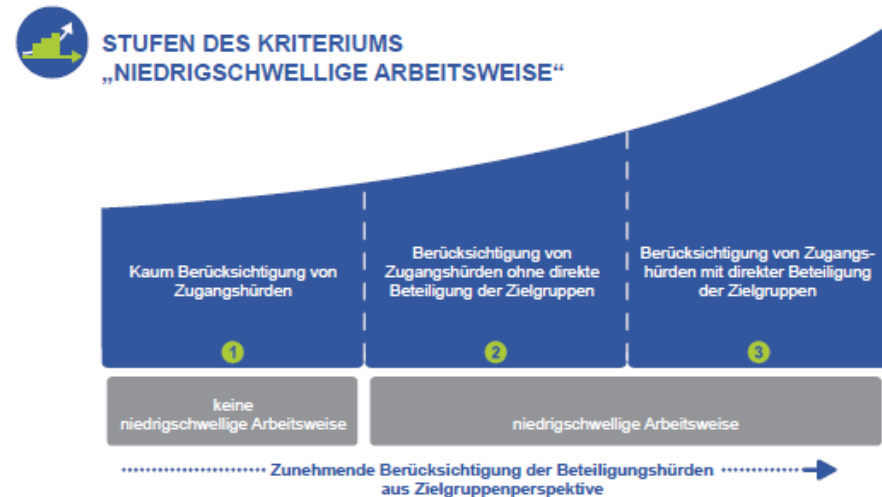 STUFEN DES KRITERIUMS
„NIEDRIGSCHWELLIGE ARBEITSWEISE“
Kaum Berücksichtigung von
Zugangshürden
1
Berücksichtigung von
Zugangshürden ohne direkte
Beteiligung der Zielgruppen
2
Berücksichtigung von Zugangs-
hürden mit direkter Beteiligung
der Zielgruppen
3
keine
niedrigschwellige Arbeitsweise
niedrigschwellige Arbeitsweise
Zunehmende Berücksichtigung der Beteiligungshürden
aus Zielgruppenperspektive